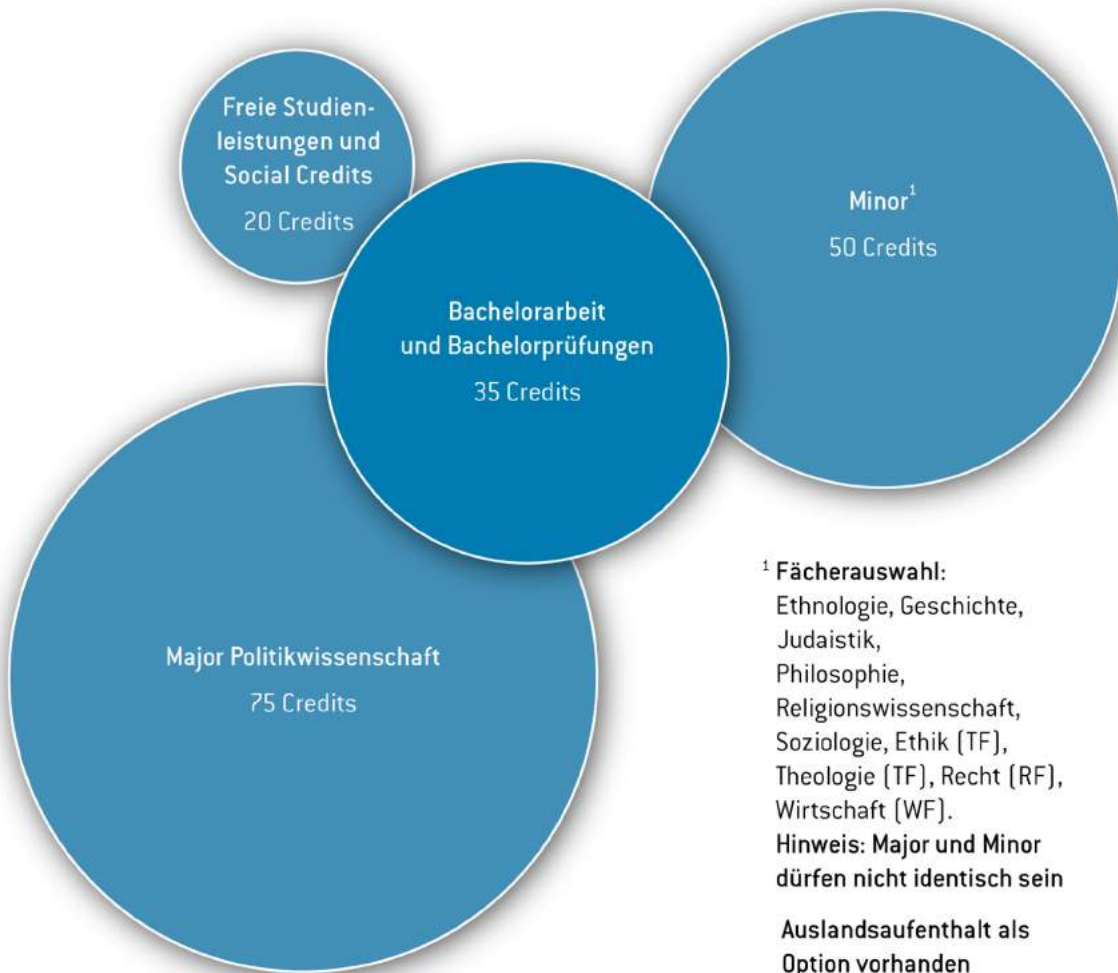 Freie Studien-
leistungen und
Social Credits
20 Credits
Minor¹
50 Credits
Bachelorarbeit
und Bachelorprüfungen
35 Credits
Major Politikwissenschaft
75 Credits
¹ Fächerauswahl:
Ethnologie, Geschichte,
Judaistik,
Philosophie,
Religionswissenschaft,
Soziologie, Ethik (TF),
Theologie (TF), Recht (RF),
Wirtschaft (WF).
Hinweis: Major und Minor
dürfen nicht identisch sein
Auslandsaufenthalt als
Option vorhanden